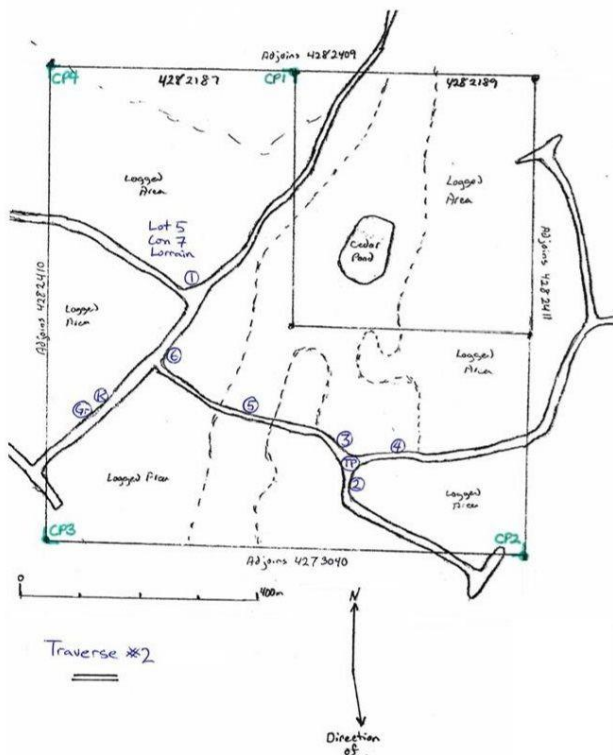 Adjoins 4282409
CP4
4282187
CP1
4282189
Logged
Area
Logged
Area
Lot 5
Con 7
Lorrain
Cedar
Pond
Adjoins 4282410
Adjoins 4282411
1
Logged
Area
Logged
Area
6
5
3
4
TP
2
Gr
R
Logged Area
Logged
Area
CP3
CP2
Adjoins 4273040
0
400m
Traverse #2
N
Direction
of